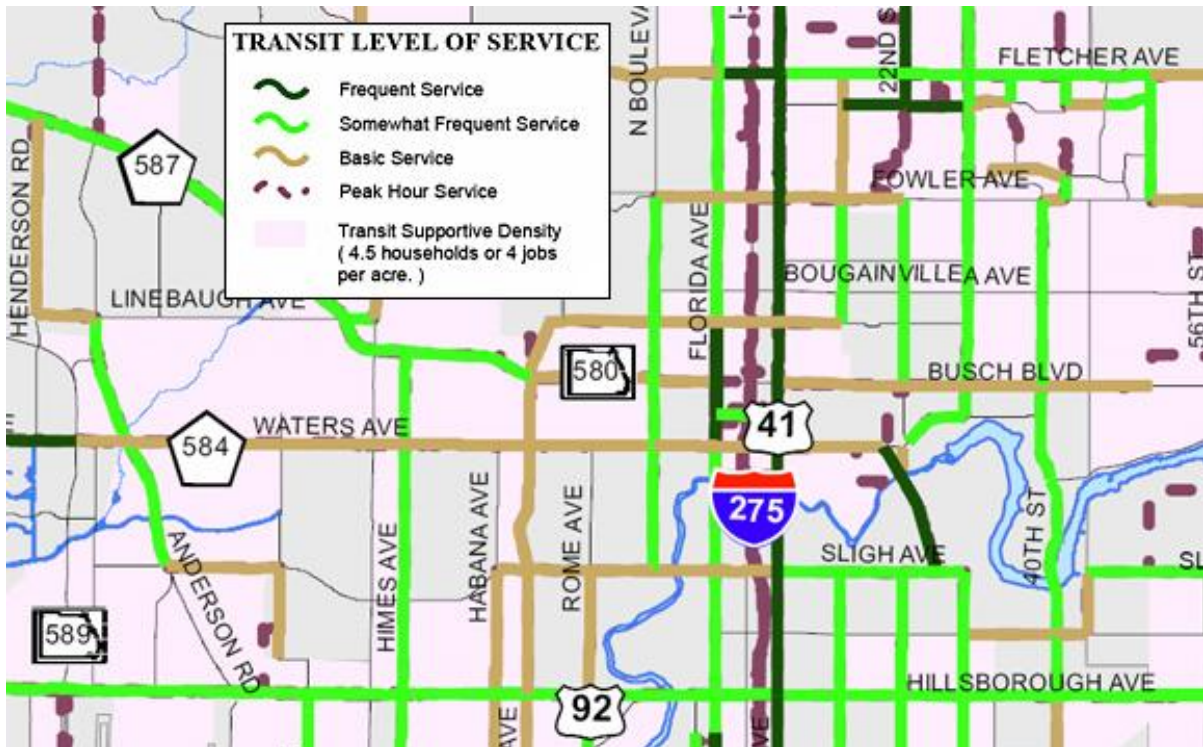 TRANSIT LEVEL OF SERVICE
Frequent Service
Somewhat Frequent Service
Basic Service
Peak Hour Service
Transit Supportive Density
( 4.5 households or 4 jobs
per acre. )
N BOULEVA
22ND S
FLETCHER AVE
587
HENDERSON RD
FOWLER AVE
FLORIDA AVE
BOUGAINVILLEA AVE
LINEBAUGH AVE
56TH ST
580
BUSCH BLVD
WATERS AVE
584
41
275
HABANA AVE
ROME AVE
HIMES AVE
SLIGH AVE
40TH ST
SL
ANDERSON RD
589
HILLSBOROUGH AVE
92
AVE
VE